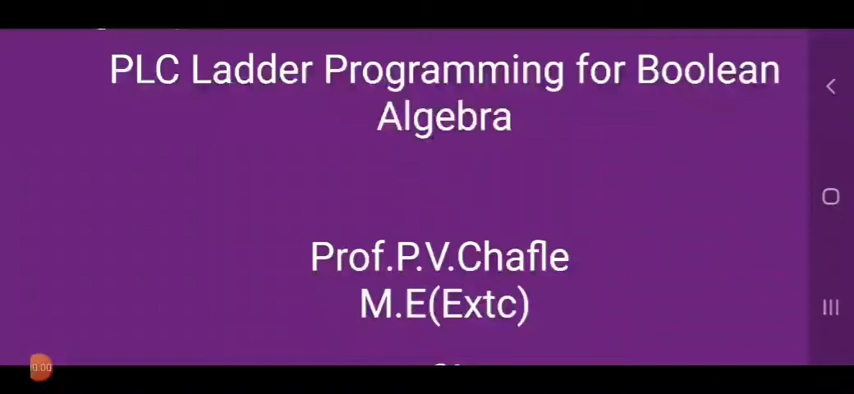 PLC Ladder Programming for Boolean
Algebra
Prof.P.V.Chafle
M.E(Extc)